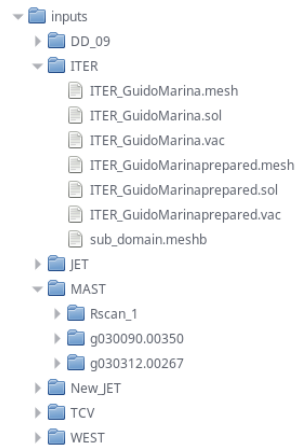 inputs
DD_09
ITER
ITER_GuidoMarina.mesh
ITER_GuidoMarina.sol
ITER_GuidoMarina.vac
ITER_GuidoMarinaprepared.mesh
ITER_GuidoMarinaprepared.sol
ITER_GuidoMarinaprepared.vac
sub_domain.meshb
JET
MAST
Rscan_1
g030090.00350
g030312.00267
New_JET
TCV
WEST